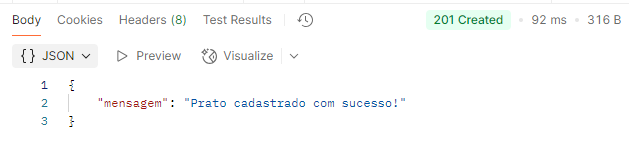 Body Cookies Headers (8) Test Results 201 Created • 92 ms • 316 B
{} JSON Preview Visualize
1 {
2 "mensagem": "Prato cadastrado com sucesso!"
3 }